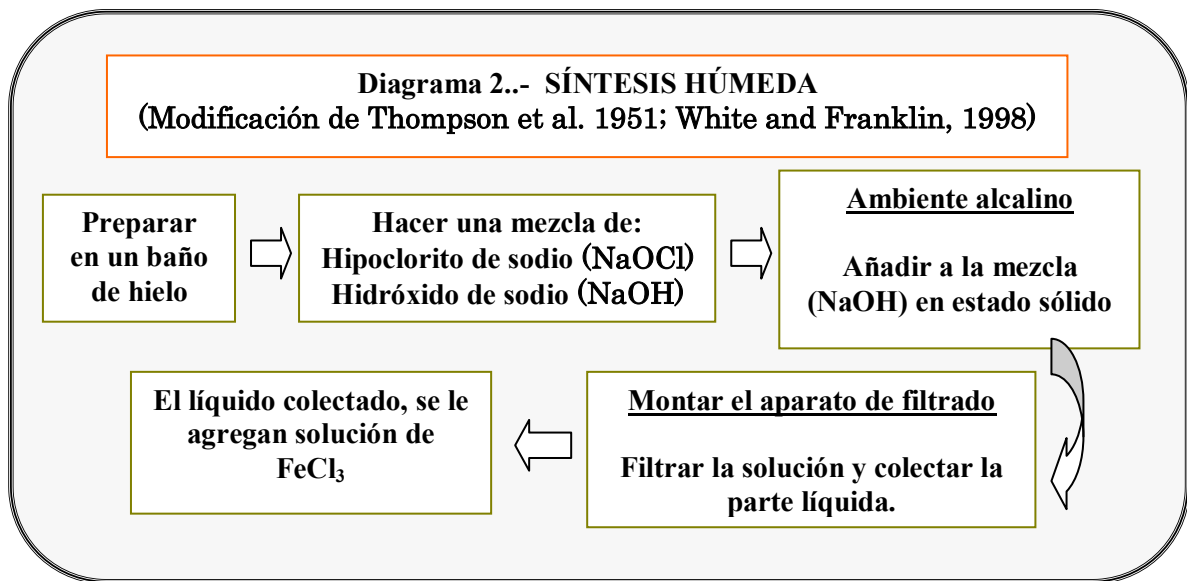 Diagrama 2..- SÍNTESIS HÚMEDA
(Modificación de Thompson et al. 1951; White and Franklin, 1998)
Preparar
en un baño
de hielo
Hacer una mezcla de:
Hipoclorito de sodio (NaOCl)
Hidróxido de sodio (NaOH)
Ambiente alcalino
Añadir a la mezcla
(NaOH) en estado sólido
Montar el aparato de filtrado
Filtrar la solución y colectar la
parte líquida.
El líquido colectado, se le
agregan solución de
FeCl₃